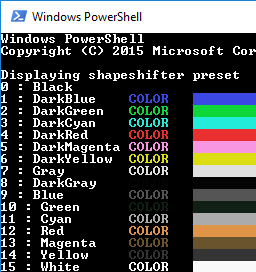 Windows PowerShell
Windows PowerShell
Copyright (C) 2015 Microsoft Cor
Displaying shapeshifter preset
0 : Black
1 : DarkBlue COLOR
2 : DarkGreen COLOR
3 : DarkCyan COLOR
4 : DarkRed COLOR
5 : DarkMagenta COLOR
6 : DarkYellow COLOR
7 : Gray COLOR
8 : DarkGray
9 : Blue COLOR
10 : Green COLOR
11 : Cyan COLOR
12 : Red COLOR
13 : Magenta COLOR
14 : Yellow COLOR
15 : White COLOR